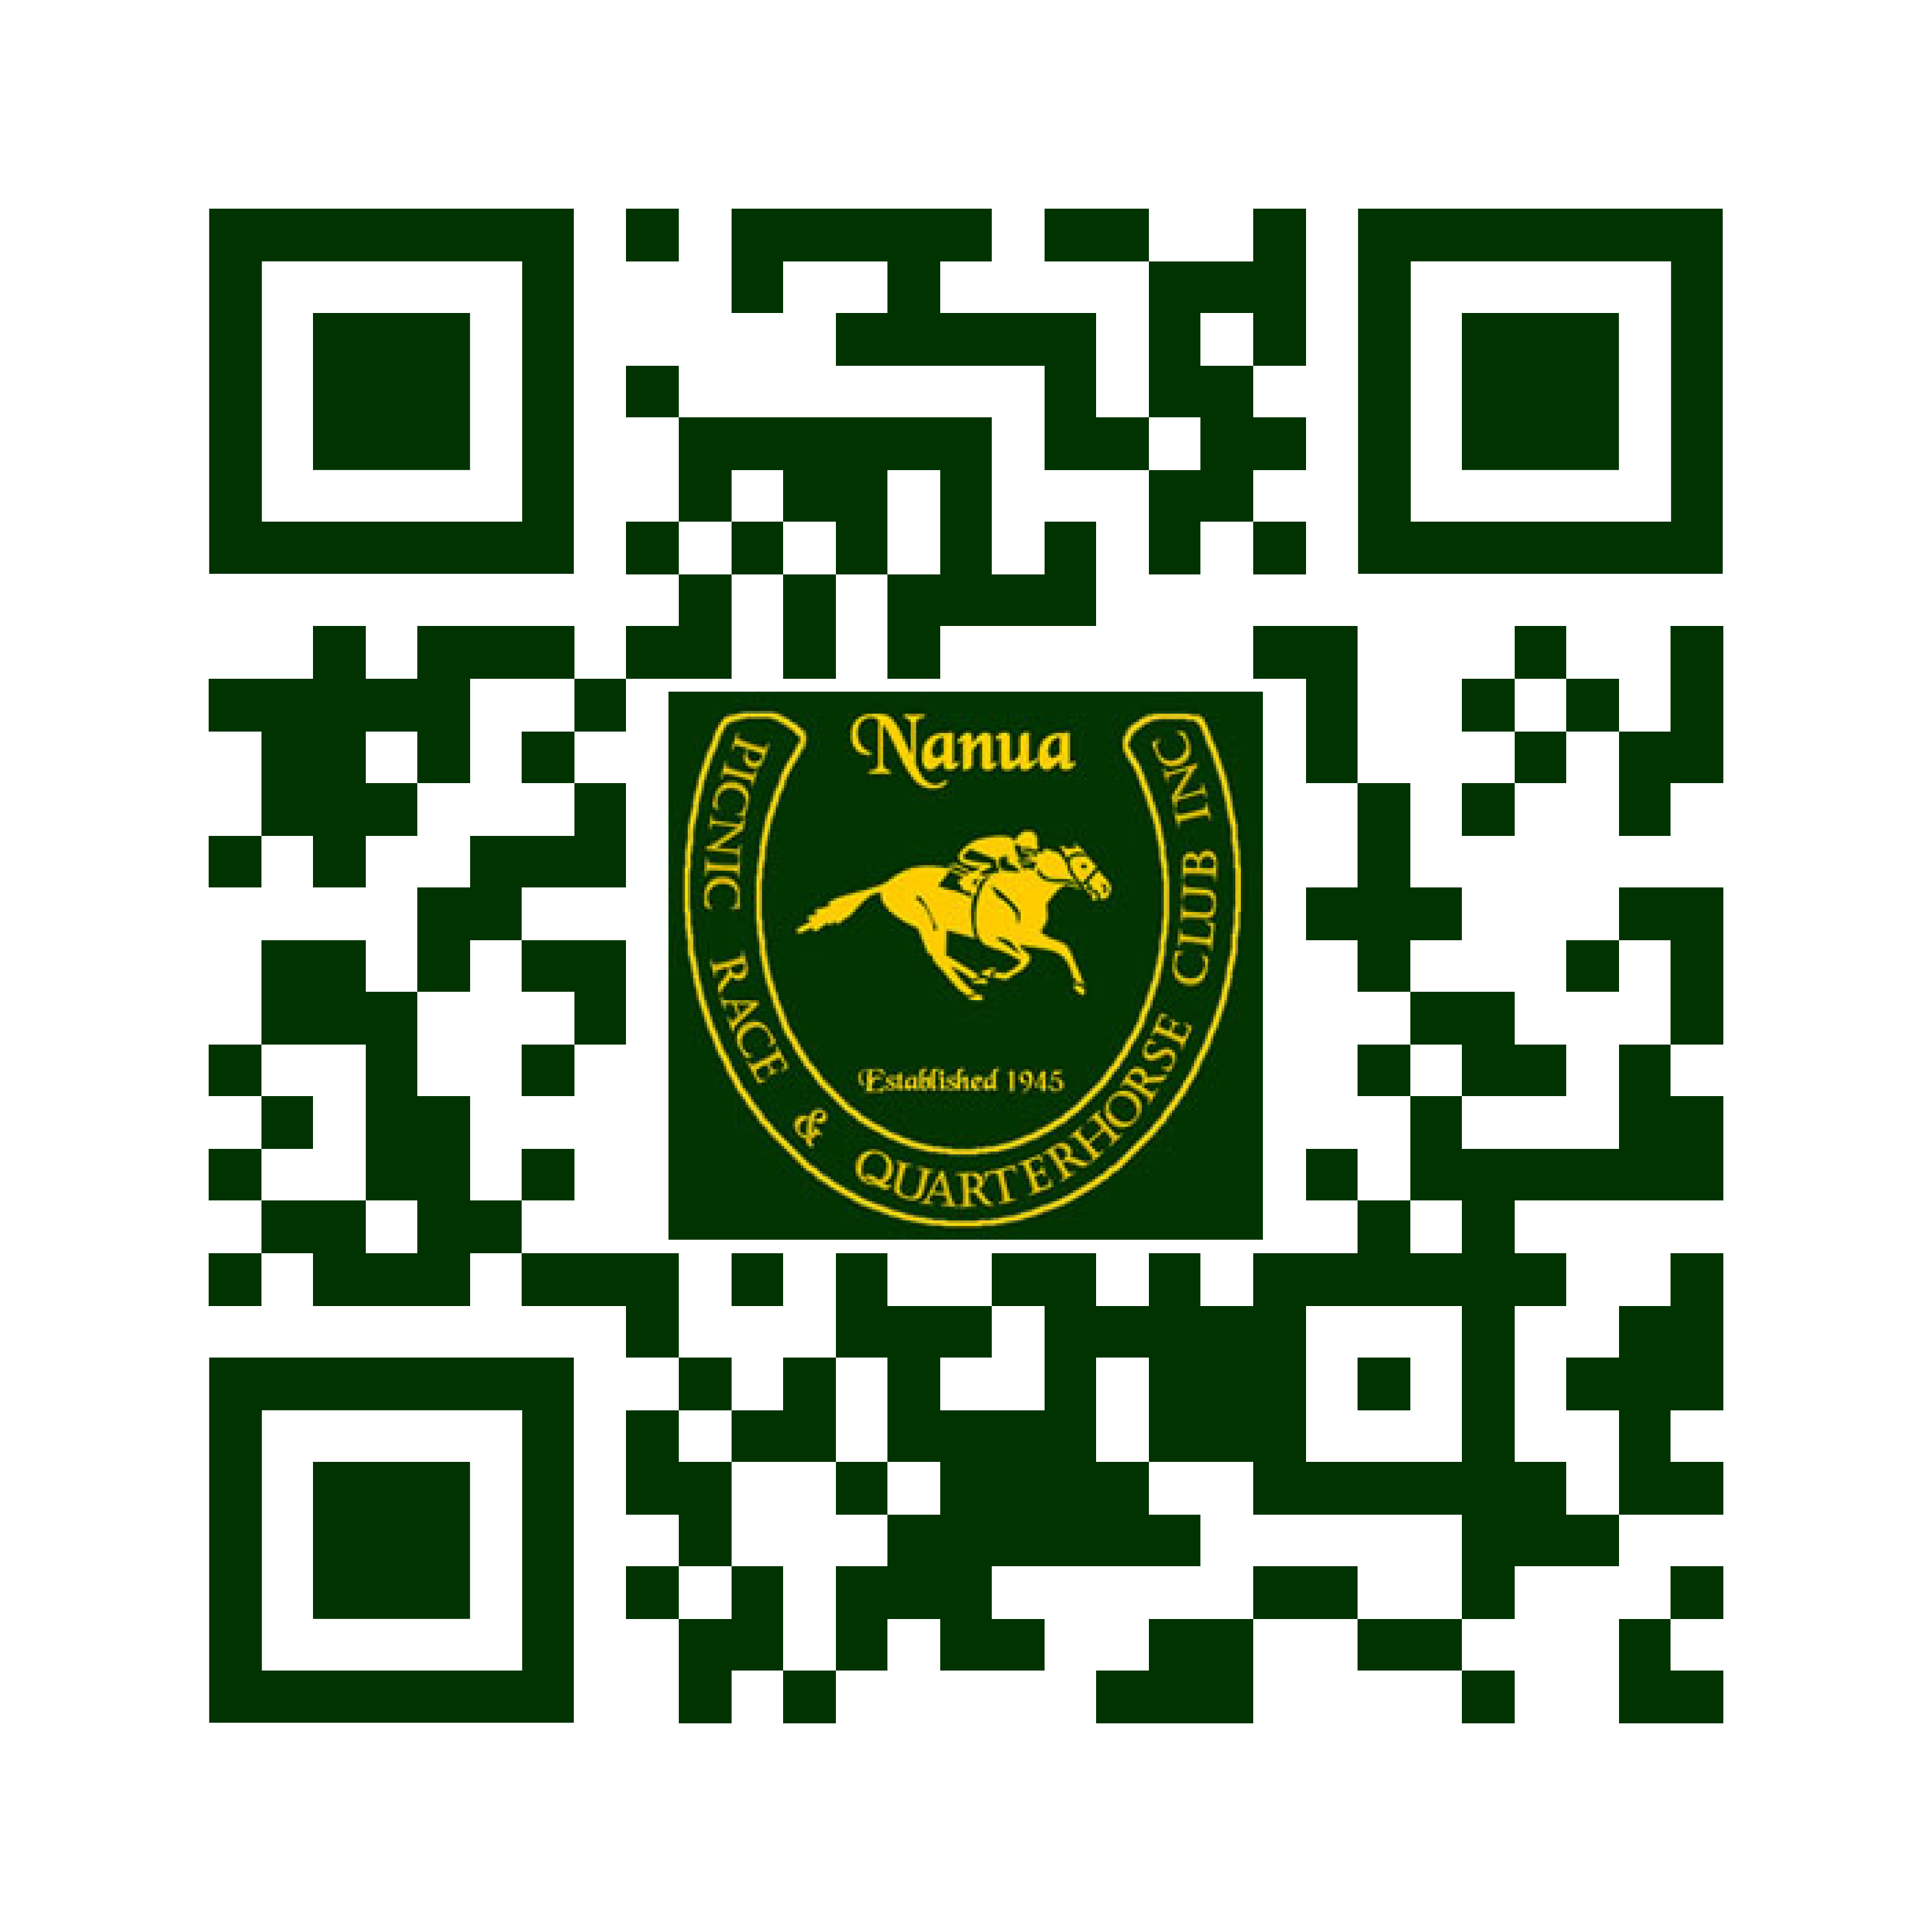 Nanua
PICNIC RACE & QUARTERHORSE CLUB INC
Established 1945